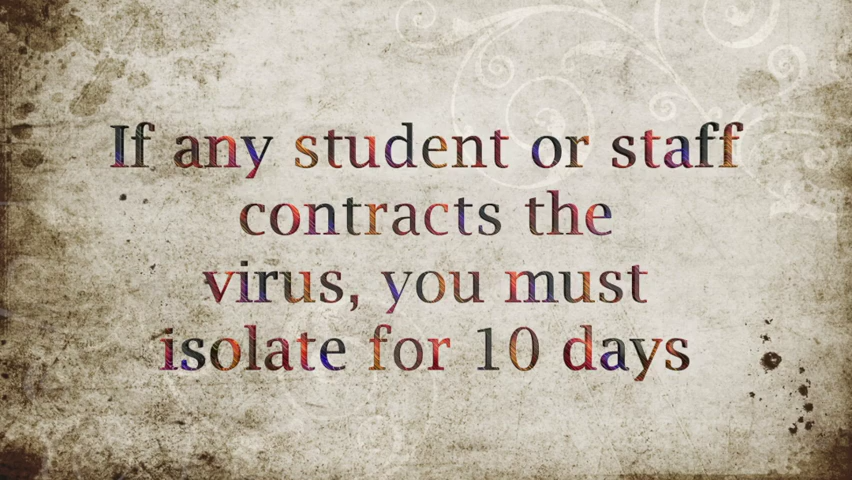 If any student or staff
contracts the
virus, you must
isolate for 10 days